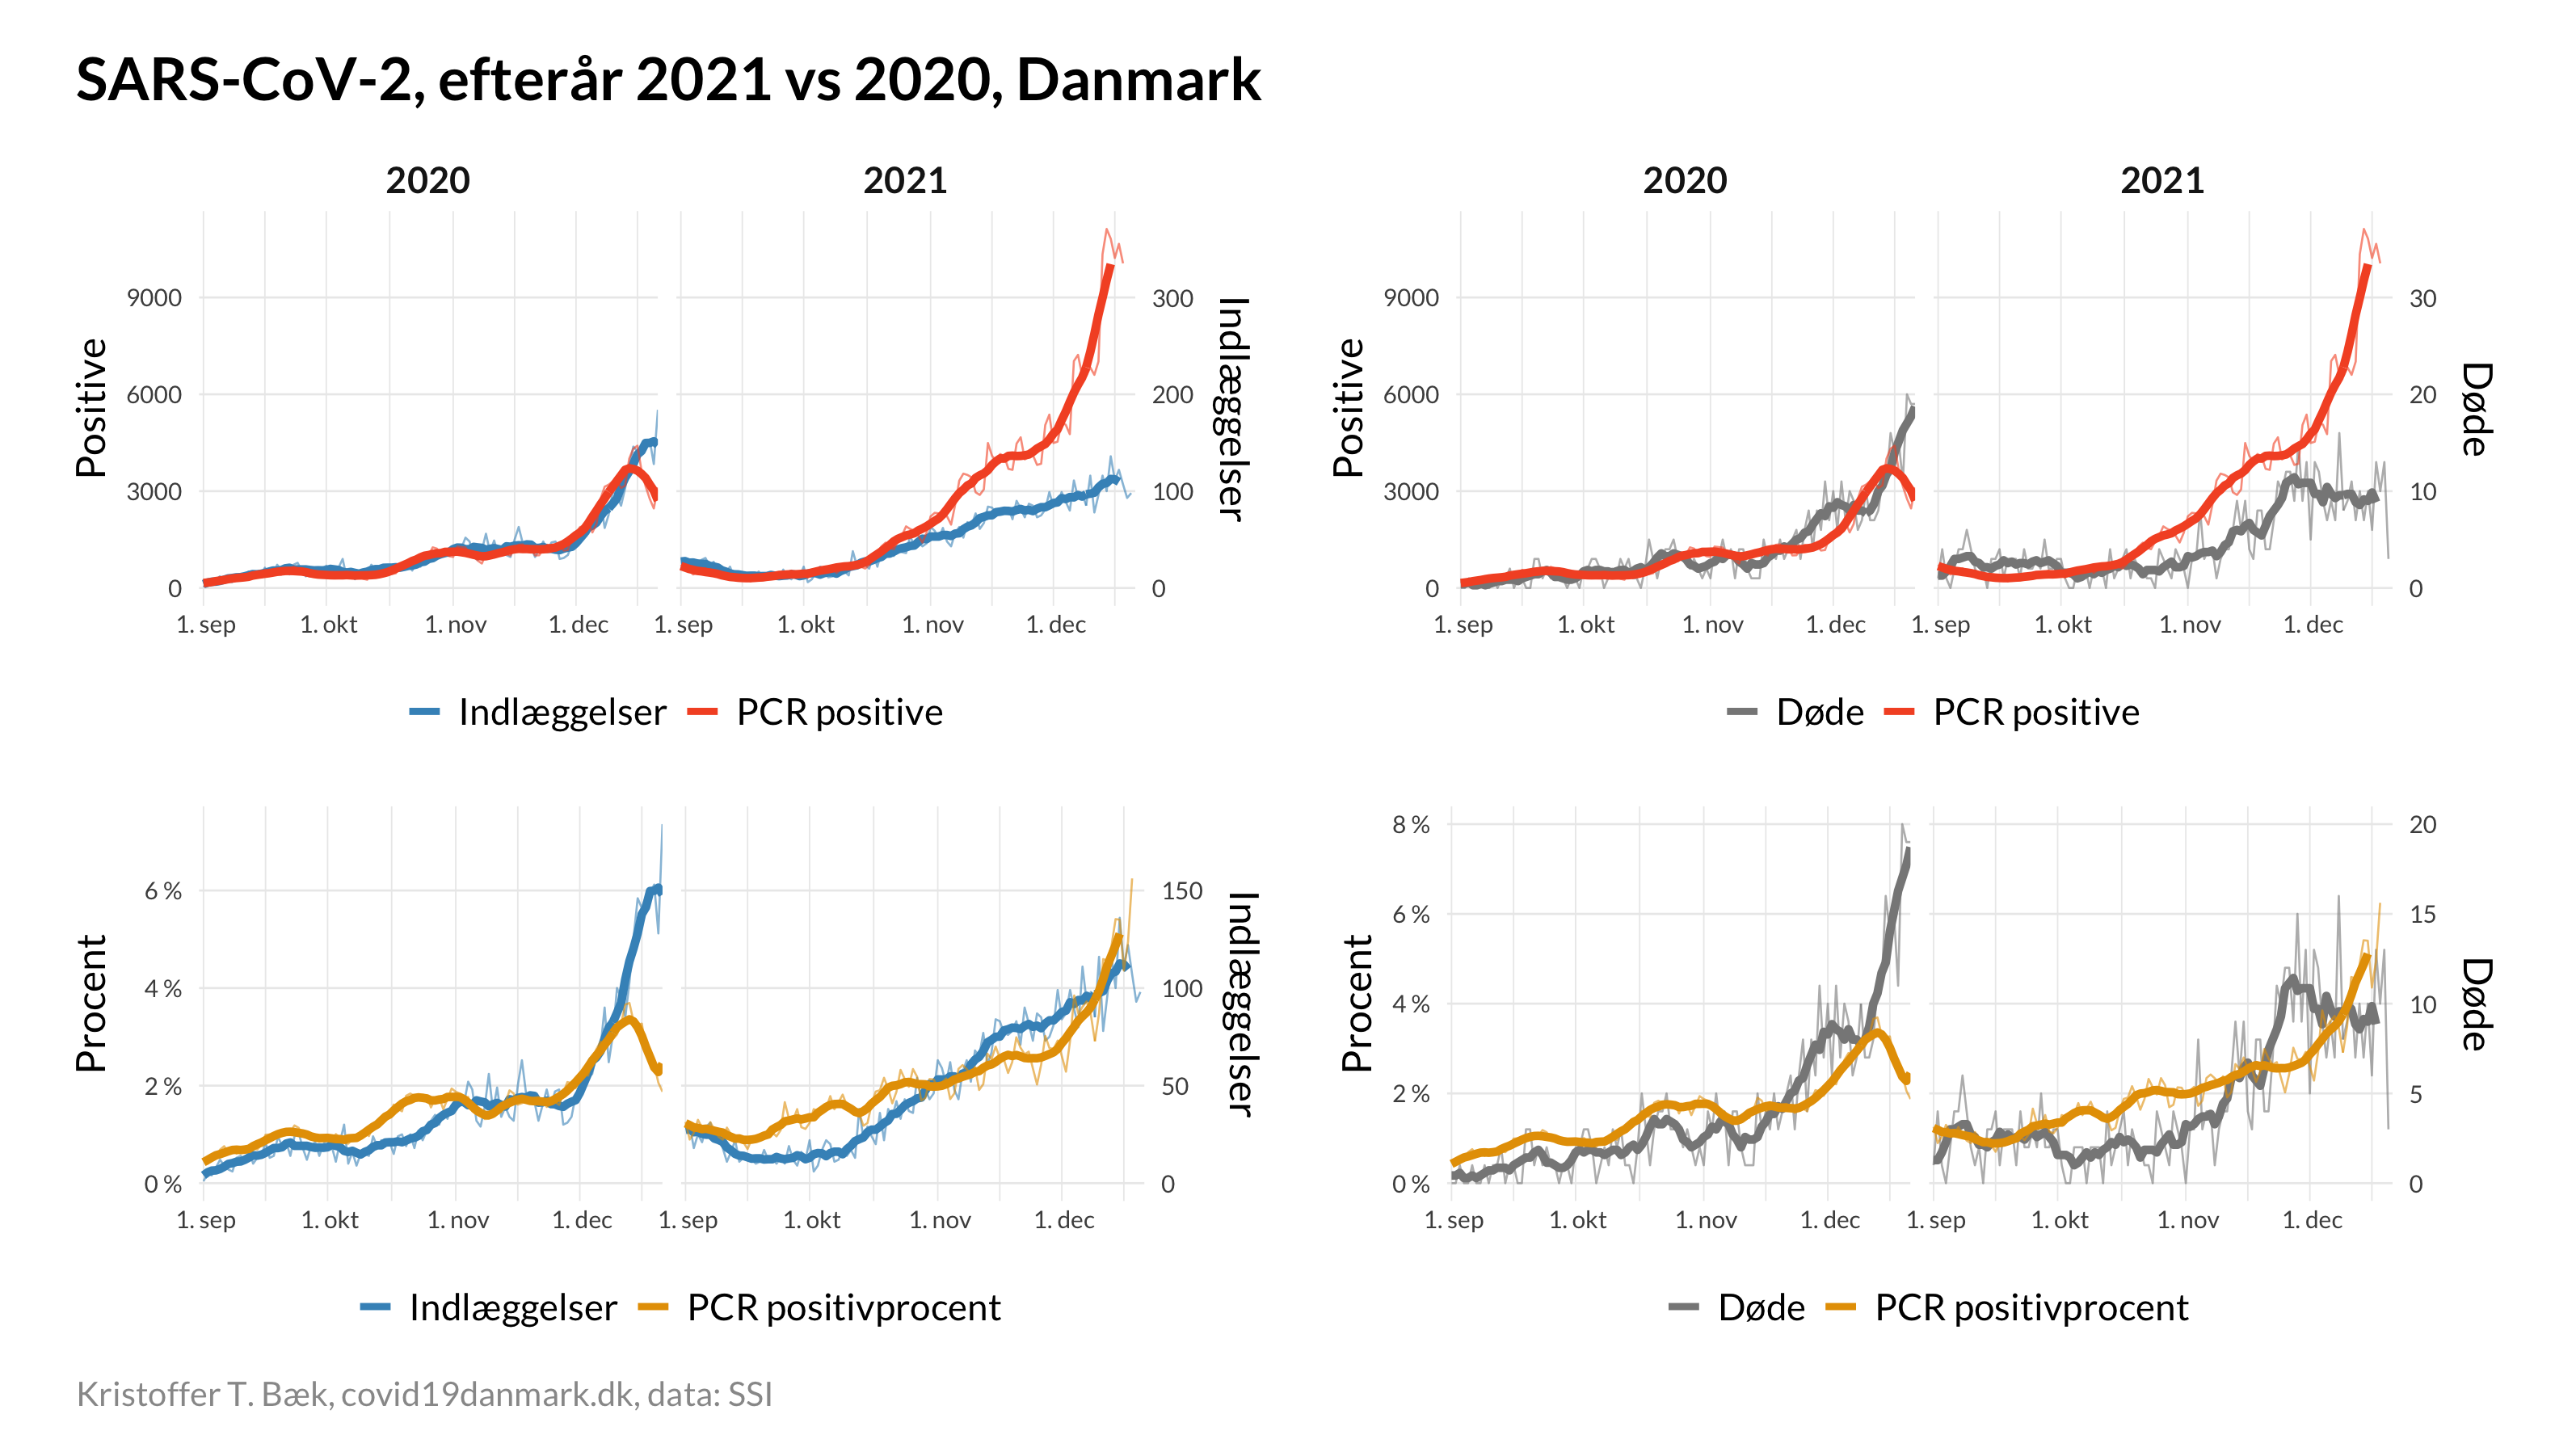 SARS-CoV-2, efterår 2021 vs 2020, Danmark
2020 2021
Positive
9000
6000
3000
0
300
200
100
0
Indlæggelser
1. sep 1. okt 1. nov 1. dec 1. sep 1. okt 1. nov 1. dec
Indlæggelser PCR positive
2020 2021
Positive
9000
6000
3000
0
30
20
10
0
Døde
1. sep 1. okt 1. nov 1. dec 1. sep 1. okt 1. nov 1. dec
Døde PCR positive
Procent
6 %
4 %
2 %
0 %
150
100
50
0
Indlæggelser
1. sep 1. okt 1. nov 1. dec 1. sep 1. okt 1. nov 1. dec
Indlæggelser PCR positivprocent
Procent
8 %
6 %
4 %
2 %
0 %
20
15
10
5
0
Døde
1. sep 1. okt 1. nov 1. dec 1. sep 1. okt 1. nov 1. dec
Døde PCR positivprocent
Kristoffer T. Bæk, covid19danmark.dk, data: SSI